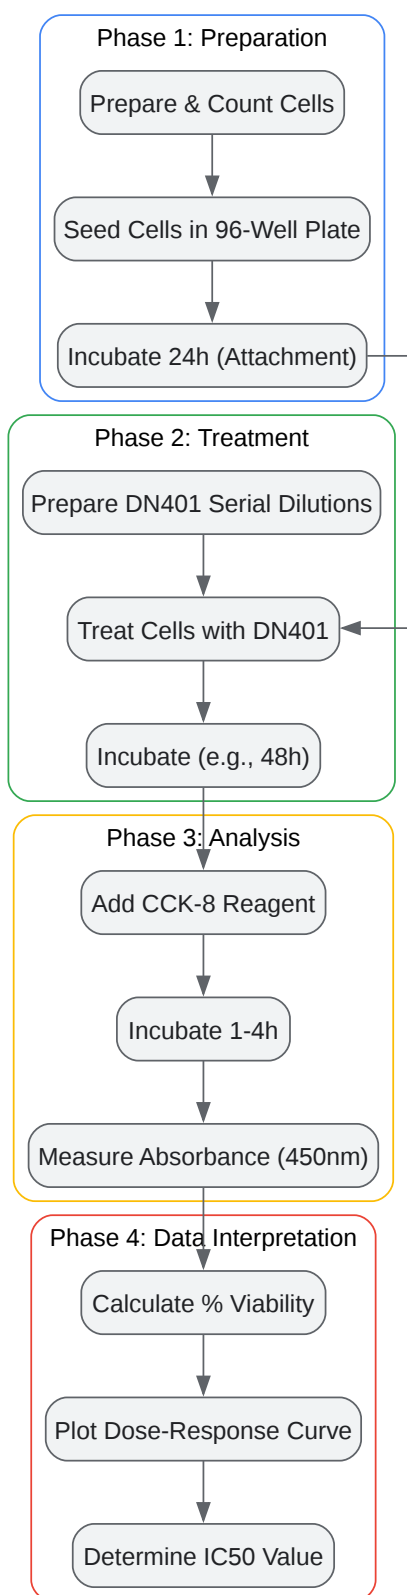 Phase 1: Preparation
Prepare & Count Cells
Seed Cells in 96-Well Plate
Incubate 24h (Attachment)
Phase 2: Treatment
Prepare DN401 Serial Dilutions
Treat Cells with DN401
Incubate (e.g., 48h)
Phase 3: Analysis
Add CCK-8 Reagent
Incubate 1-4h
Measure Absorbance (450nm)
Phase 4: Data Interpretation
Calculate % Viability
Plot Dose-Response Curve
Determine IC50 Value